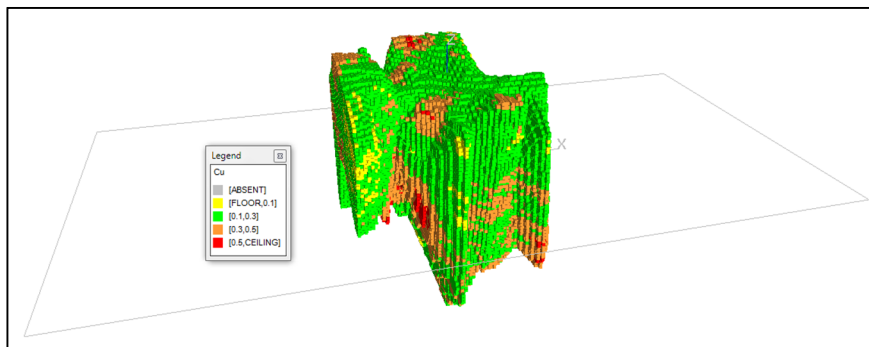 Z
X
Legend
Cu
[ABSENT]
[FLOOR,0.1]
[0.1,0.3]
[0.3,0.5]
[0.5,CEILING]